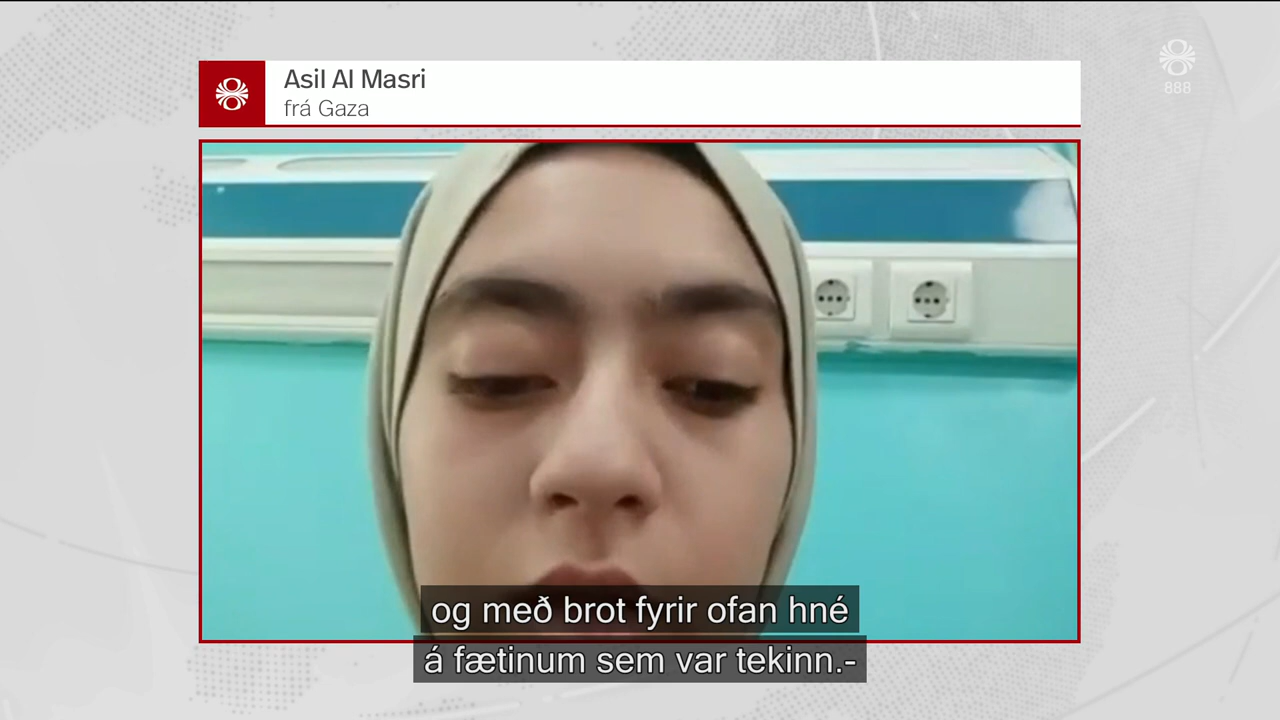 Asil Al Masri
frá Gaza
888
og með brot fyrir ofan hné
á fætinum sem var tekinn.-